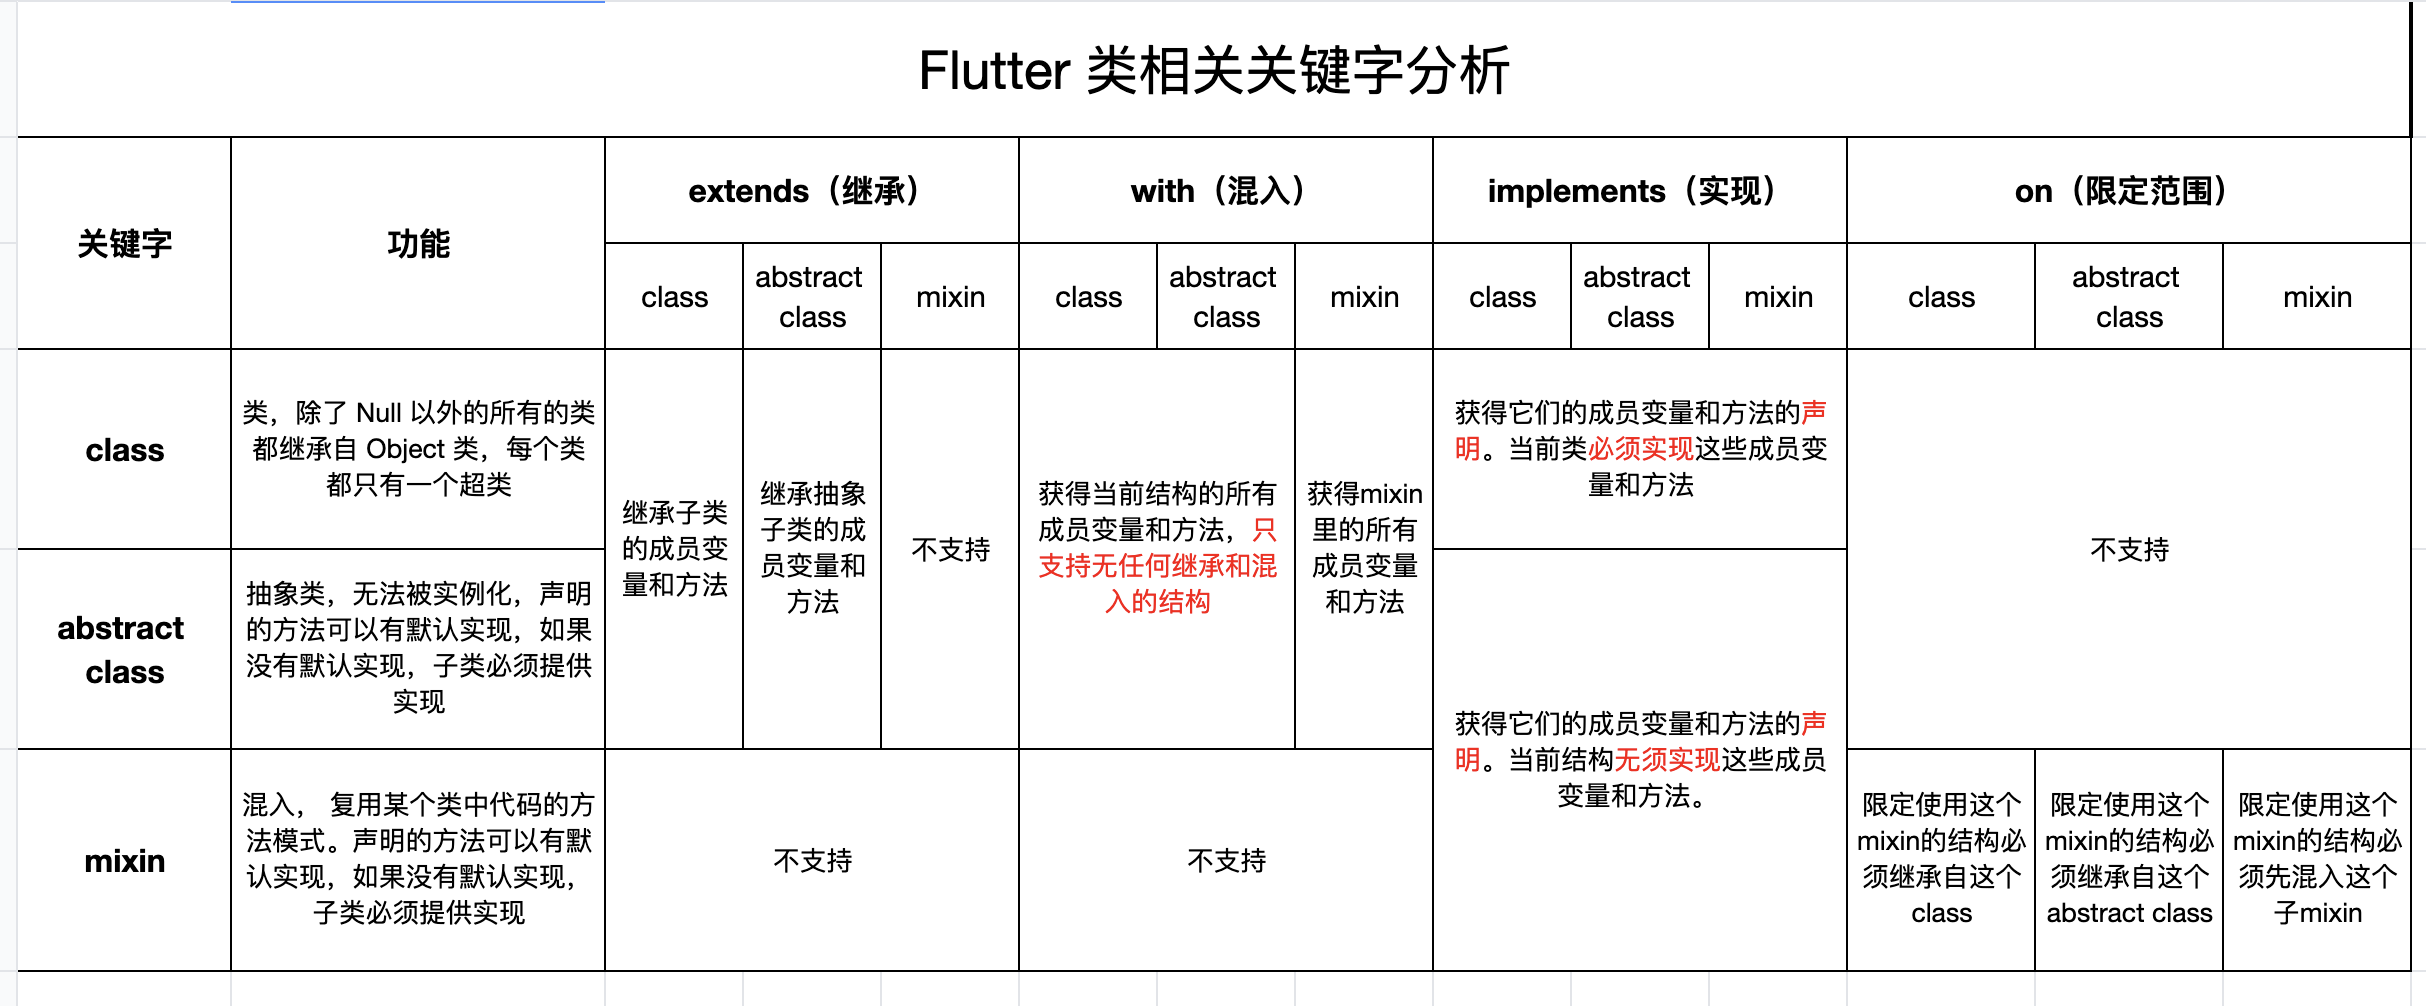 Flutter 类相关关键字分析
关键字
功能
extends（继承）
with（混入）
implements（实现）
on（限定范围）
class
abstract
class
mixin
class
abstract
class
mixin
class
abstract
class
mixin
class
abstract
class
mixin
class
类，除了 Null 以外的所有的类
都继承自 Object 类，每个类
都只有一个超类
继承子类
的成员变
量和方法
继承抽象
子类的成
员变量和
方法
不支持
获得当前结构的所有
成员变量和方法，只
支持无任何继承和混
入的结构
获得mixin
里的所有
成员变量
和方法
获得它们的成员变量和方法的声
明。当前类必须实现这些成员变
量和方法
不支持
abstract
class
抽象类，无法被实例化，声明
的方法可以有默认实现，如果
没有默认实现，子类必须提供
实现
获得它们的成员变量和方法的声
明。当前结构无须实现这些成员
变量和方法。
mixin
混入， 复用某个类中代码的方
法模式。声明的方法可以有默
认实现，如果没有默认实现，
子类必须提供实现
不支持
不支持
限定使用这个
mixin的结构必
须继承自这个
class
限定使用这个
mixin的结构必
须继承自这个
abstract class
限定使用这个
mixin的结构必
须先混入这个
子mixin